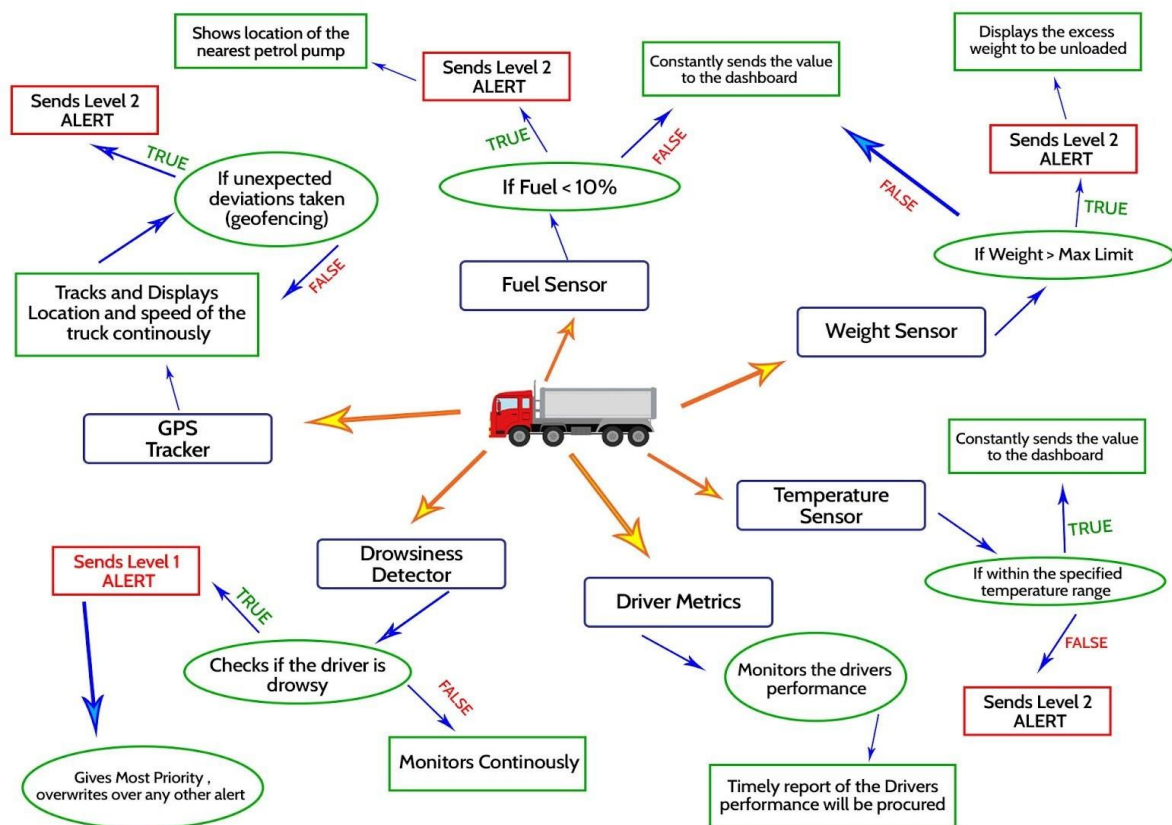 Shows location of the
nearest petrol pump
Sends Level 2
ALERT
Constantly sends the value
to the dashboard
Displays the excess
weight to be unloaded
Sends Level 2
ALERT
TRUE
If unexpected
deviations taken
(geofencing)
FALSE
TRUE
FALSE
If Fuel < 10%
Sends Level 2
ALERT
FALSE
TRUE
If Weight > Max Limit
Tracks and Displays
Location and speed of the
truck continously
Fuel Sensor
Weight Sensor
GPS
Tracker
Constantly sends the value
to the dashboard
Temperature
Sensor
TRUE
If within the specified
temperature range
FALSE
Sends Level 2
ALERT
Drowsiness
Detector
Sends Level 1
ALERT
TRUE
Checks if the driver is
drowsy
FALSE
Monitors Continously
Gives Most Priority ,
overwrites over any other alert
Driver Metrics
Monitors the drivers
performance
Timely report of the Drivers
performance will be procured